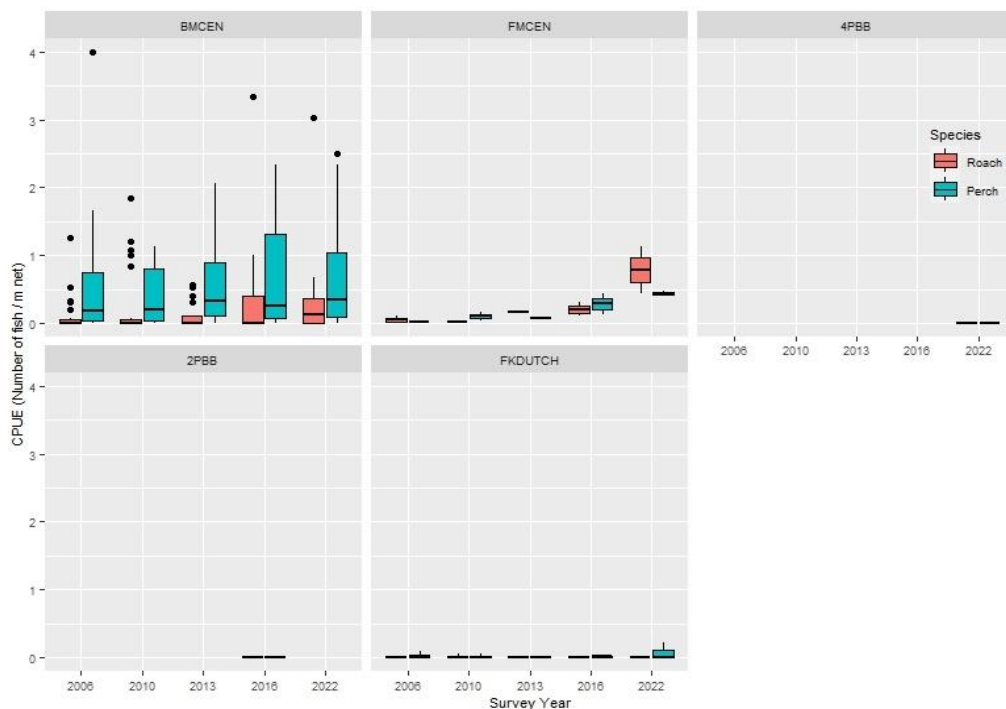 BMCEN
FMCEN
4PBB
4
3
2
1
0
Species
Roach
Perch
2006 2010 2013 2016 2022
2PBB
FKDUTCH
4
3
2
1
0
2006 2010 2013 2016 2022
2006 2010 2013 2016 2022
CPUE (Number of fish / m net)
Survey Year